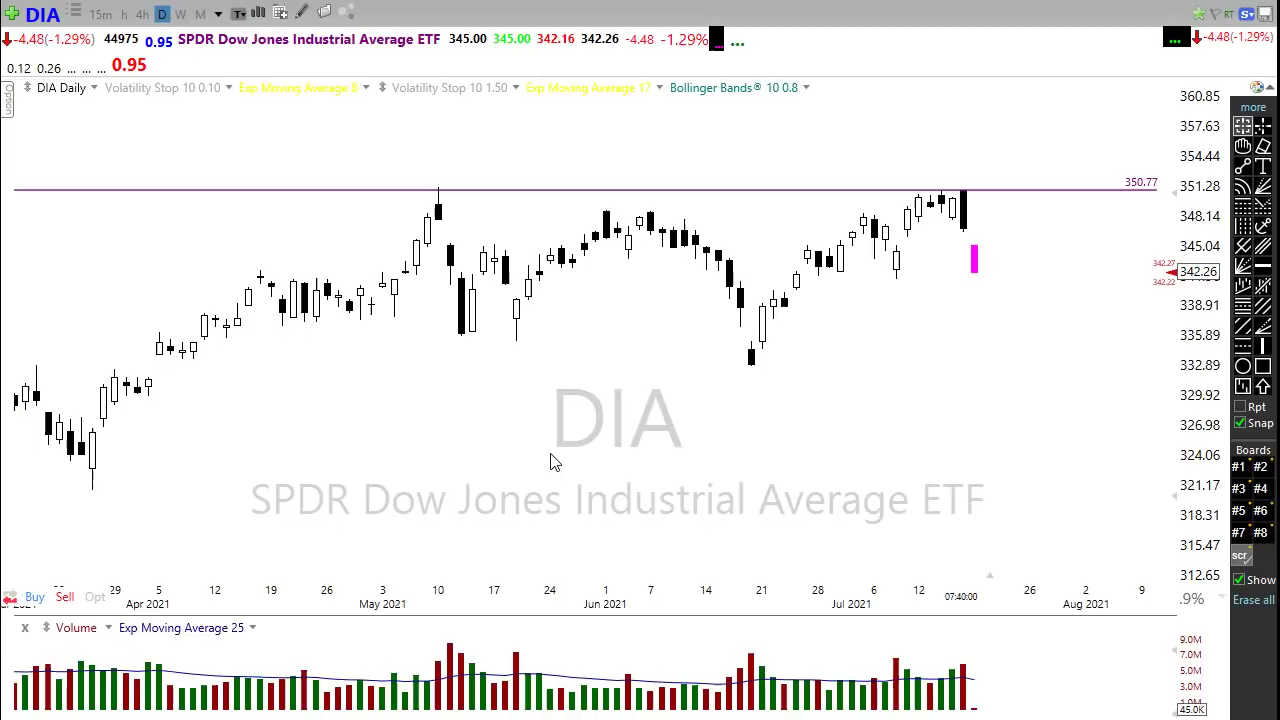 DIA 15m h 4h D W M T RT S
-4.48(-1.29%) 44975 0.95 SPDR Dow Jones Industrial Average ETF 345.00 345.00 342.16 342.26 -4.48 -1.29% ... ... ... -4.48(-1.29%)
0.12 0.26 ... ... ... 0.95
Option
DIA Daily Volatility Stop 10 0.10 Exp Moving Average 8 Volatility Stop 10 1.50 Exp Moving Average 17 Bollinger Bands® 10 0.8
360.85
357.63
354.44
351.28
348.14
345.04
338.91
335.89
332.89
329.92
326.98
324.06
321.17
318.31
315.47
312.65
350.77
342.27
342.26
342.22
DIA
SPDR Dow Jones Industrial Average ETF
more
T
Rpt
Snap
Boards
#1 #2
#3 #4
#5 #6
#7 #8
scr
Show
Erase all
29 5 12 19 26 3 10 17 24 1 7 14 21 28 6 12 07:40:00 26 2 9
Buy Sell Opt .9%
Apr 2021 May 2021 Jun 2021 Jul 2021 Aug 2021
x Volume Exp Moving Average 25
9.0M
7.0M
5.0M
3.0M
45.0K